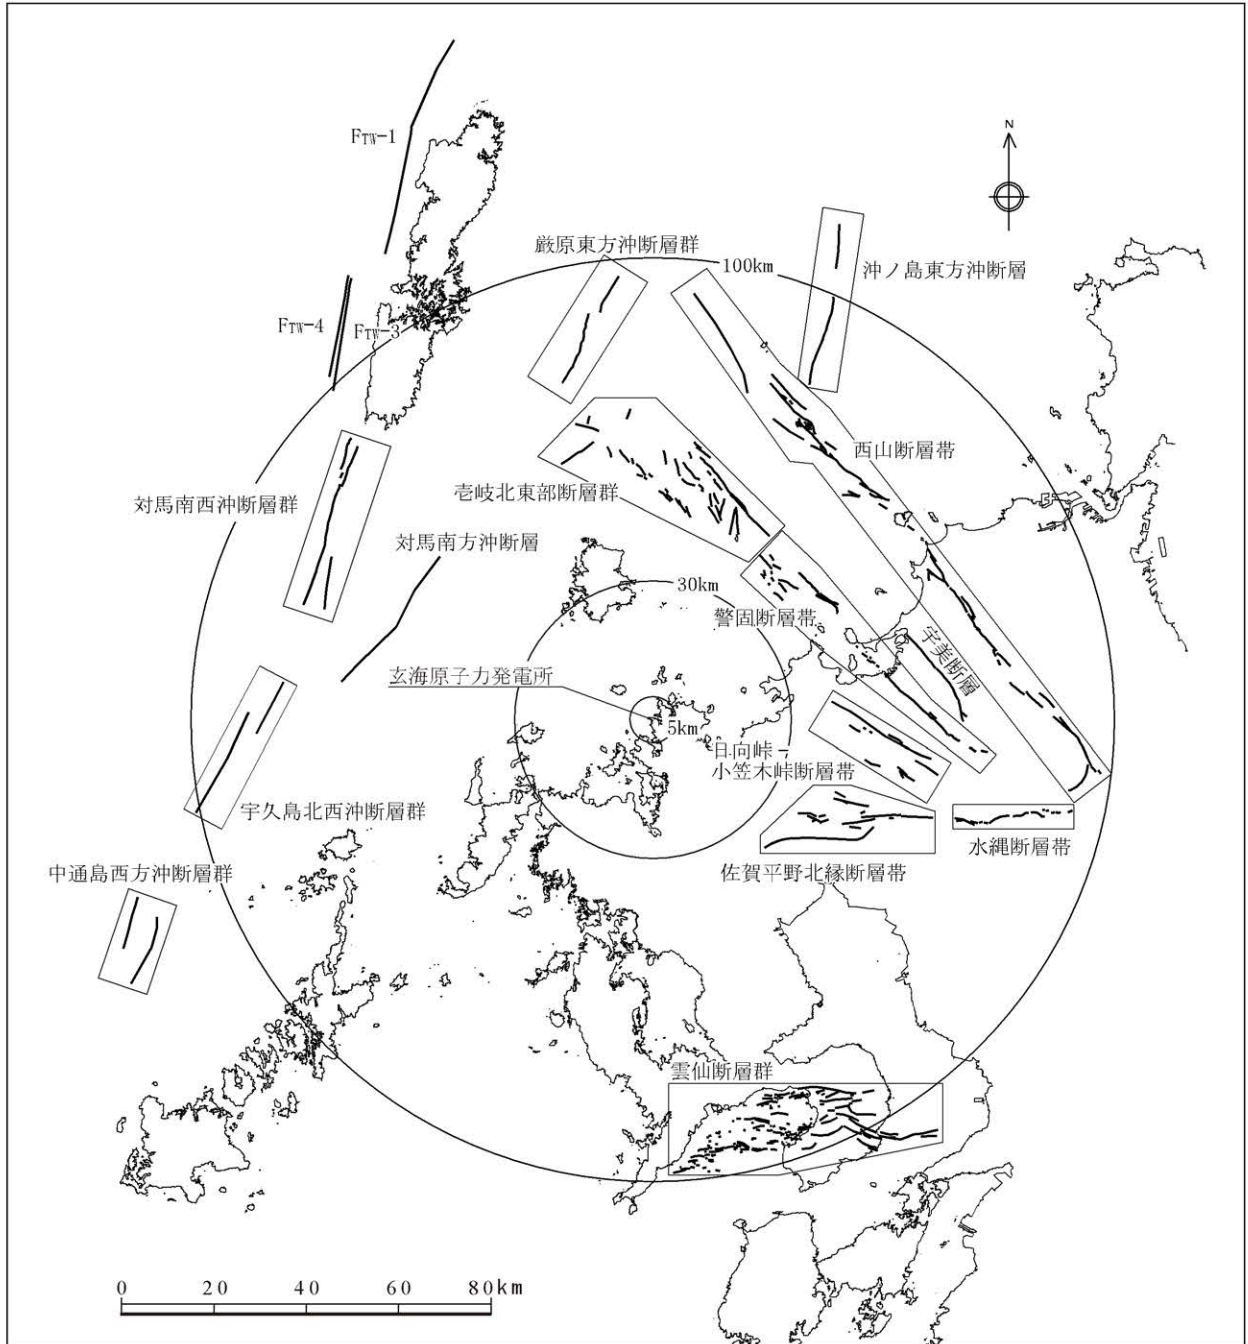 N
FTW-1
厳原東方沖断層群
100km
沖ノ島東方沖断層
FTW-4
FTW-3
西山断層帯
壱岐北東部断層群
対馬南西沖断層群
対馬南方沖断層
30km
警固断層帯
宇美断層
玄海原子力発電所
5km
日向峠-
小笠木峠断層帯
宇久島北西沖断層群
水縄断層帯
中通島西方沖断層群
佐賀平野北縁断層帯
雲仙断層群
0 20 40 60 80km